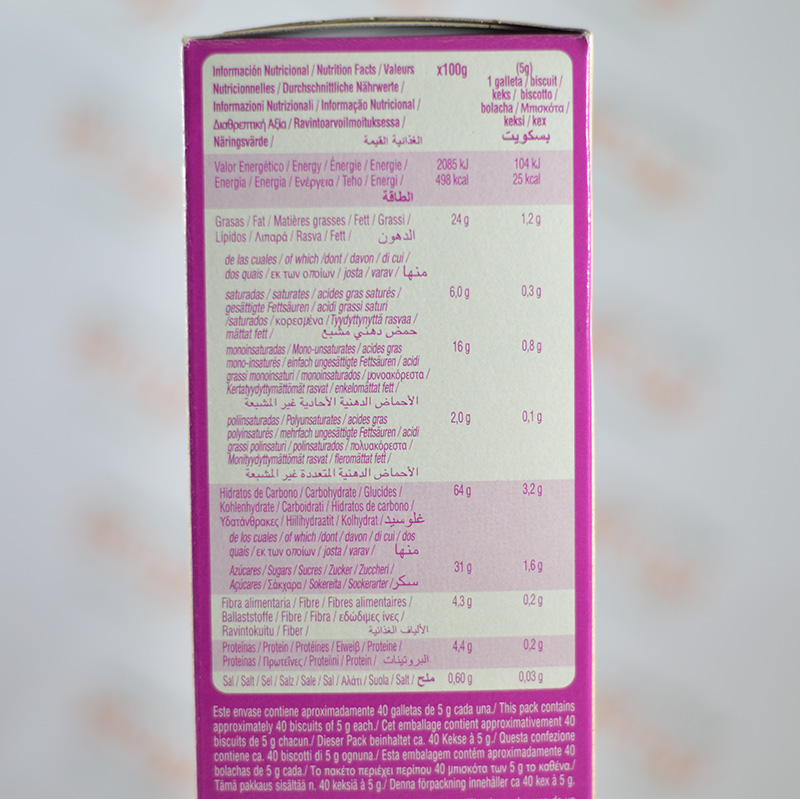 Información Nutricional / Nutrition Facts / Valeurs x100g (5g)
Nutricionnelles / Durchschnittliche Nährwerte / 1 galleta / biscuit /
Informazioni Nutrizionali / Informação Nutricional / keks / biscotto /
Διαθρεπτική Αξία / Ravintoarvoilmoituksessa / bolacha / Μπισκότα /
Näringsvärde / الغذائية القيمة keksi / kex
بسكويت
Valor Energético / Energy / Énergie / Energie / 2085 kJ 104 kJ
Energía / Energia / Ενέργεια / Teho / Energi / 498 kcal 25 kcal
الطاقة
Grasas / Fat / Matières grasses / Fett / Grassi / 24 g 1,2 g
Lípidos / Λιπαρά / Rasva / Fett / الدهون
de las cuales / of which /dont / davon / di cui /
dos quais / εκ των οποίων / josta / varav / منها
saturadas / saturates / acides gras saturés / 6,0 g 0,3 g
gesättigte Fettsäuren / acidi grassi saturi
/saturados / κορεσμένα / Tyydyttynyttä rasvaa /
mättat fett / حمض دهني مشبع
monoinsaturadas / Mono-unsaturates / acides gras 16 g 0,8 g
mono-insaturés / einfach ungesättigte Fettsäuren / acidi
grassi monoinsaturi / monoinsaturados / μονοακόρεστα /
Kertatyydyttymättömät rasvat / enkelomättat fett /
الأحماض الدهنية الأحادية غير المشبعة
poliinsaturadas / Polyunsaturates / acides gras 2,0 g 0,1 g
polyinsaturés / mehrfach ungesättigte Fettsäuren / acidi
grassi polinsaturi / polinsaturados / πολυακόρεστα /
Monityydyttymättömät rasvat / fleromättat fett /
الأحماض الدهنية المتعددة غير المشبعة
Hidratos de Carbono / Carbohydrate / Glucides / 64 g 3,2 g
Kohlenhydrate / Carboidrati / Hidratos de carbono /
Υδατάνθρακες / Hiilihydraatit / Kolhydrat / غلوسيد
de los cuales / of which /dont / davon / di cui / dos
quais / εκ των οποίων / josta / varav / منها
Azúcares / Sugars / Sucres / Zucker / Zuccheri / 31 g 1,6 g
Açúcares / Σάκχαρα / Sokereita / Sockerarter / سكر
Fibra alimentaria / Fibre / Fibres alimentaires / 4,3 g 0,2 g
Ballaststoffe / Fibre / Fibra / εδώδιμες ίνες /
Ravintokuitu / Fiber / الألياف الغذائية
Proteínas / Protein / Protéines / Eiweiß / Proteine / 4,4 g 0,2 g
Proteínas / Πρωτεΐνες / Proteiini / Protein / البروتينات
Sal / Salt / Sel / Salz / Sale / Sal / Αλάτι / Suola / Salt / ملح 0,60 g 0,03 g
Este envase contiene aproximadamente 40 galletas de 5 g cada una./ This pack contains
approximately 40 biscuits of 5 g each./ Cet emballage contient approximativement 40
biscuits de 5 g chacun./ Dieser Pack beinhaltet ca. 40 Kekse à 5 g./ Questa confezione
contiene ca. 40 biscotti di 5 g ognuna./ Esta embalagem contém aproximadamente 40
bolachas de 5 g cada./ Το πακέτο περιέχει περίπου 40 μπισκότα των 5 g το καθένα./
Tämä pakkaus sisältää n. 40 keksiä à 5 g./ Denna förpackning innehåller ca 40 kex à 5 g.